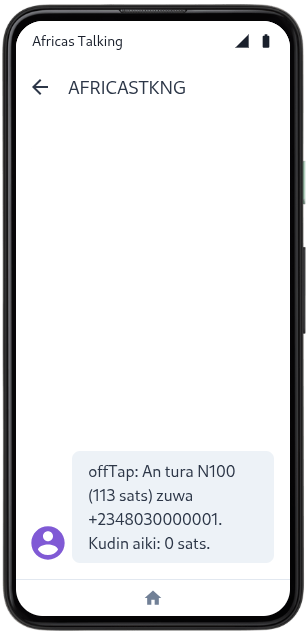 Africas Talking
AFRICASTKNG
offTap: An tura N100
(113 sats) zuwa
+2348030000001.
Kudin aiki: 0 sats.